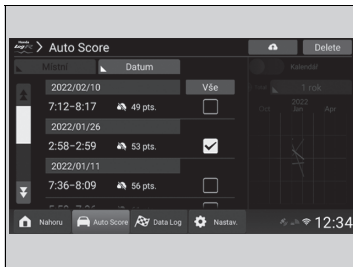 Honda
LogR > Auto Score
Delete
Místní
Datum
Kalendář
2022/02/10
Vše
1 rok
7:12–8:17 49 pts.
2022/01/26
2022
Oct Jan Apr
2:58–2:59 53 pts.
2022/01/11
7:36–8:09 56 pts.
Nahoru
Auto Score
Data Log
Nastav.
12:34